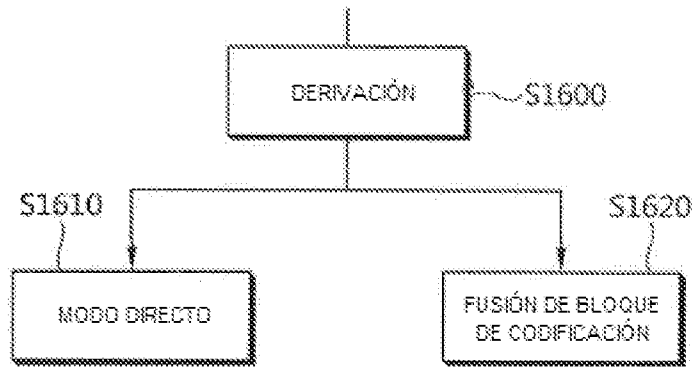 DERIVACIÓN
S1600
S1610
S1620
MODO DIRECTO
FUSIÓN DE BLOQUE
DE CODIFICACIÓN